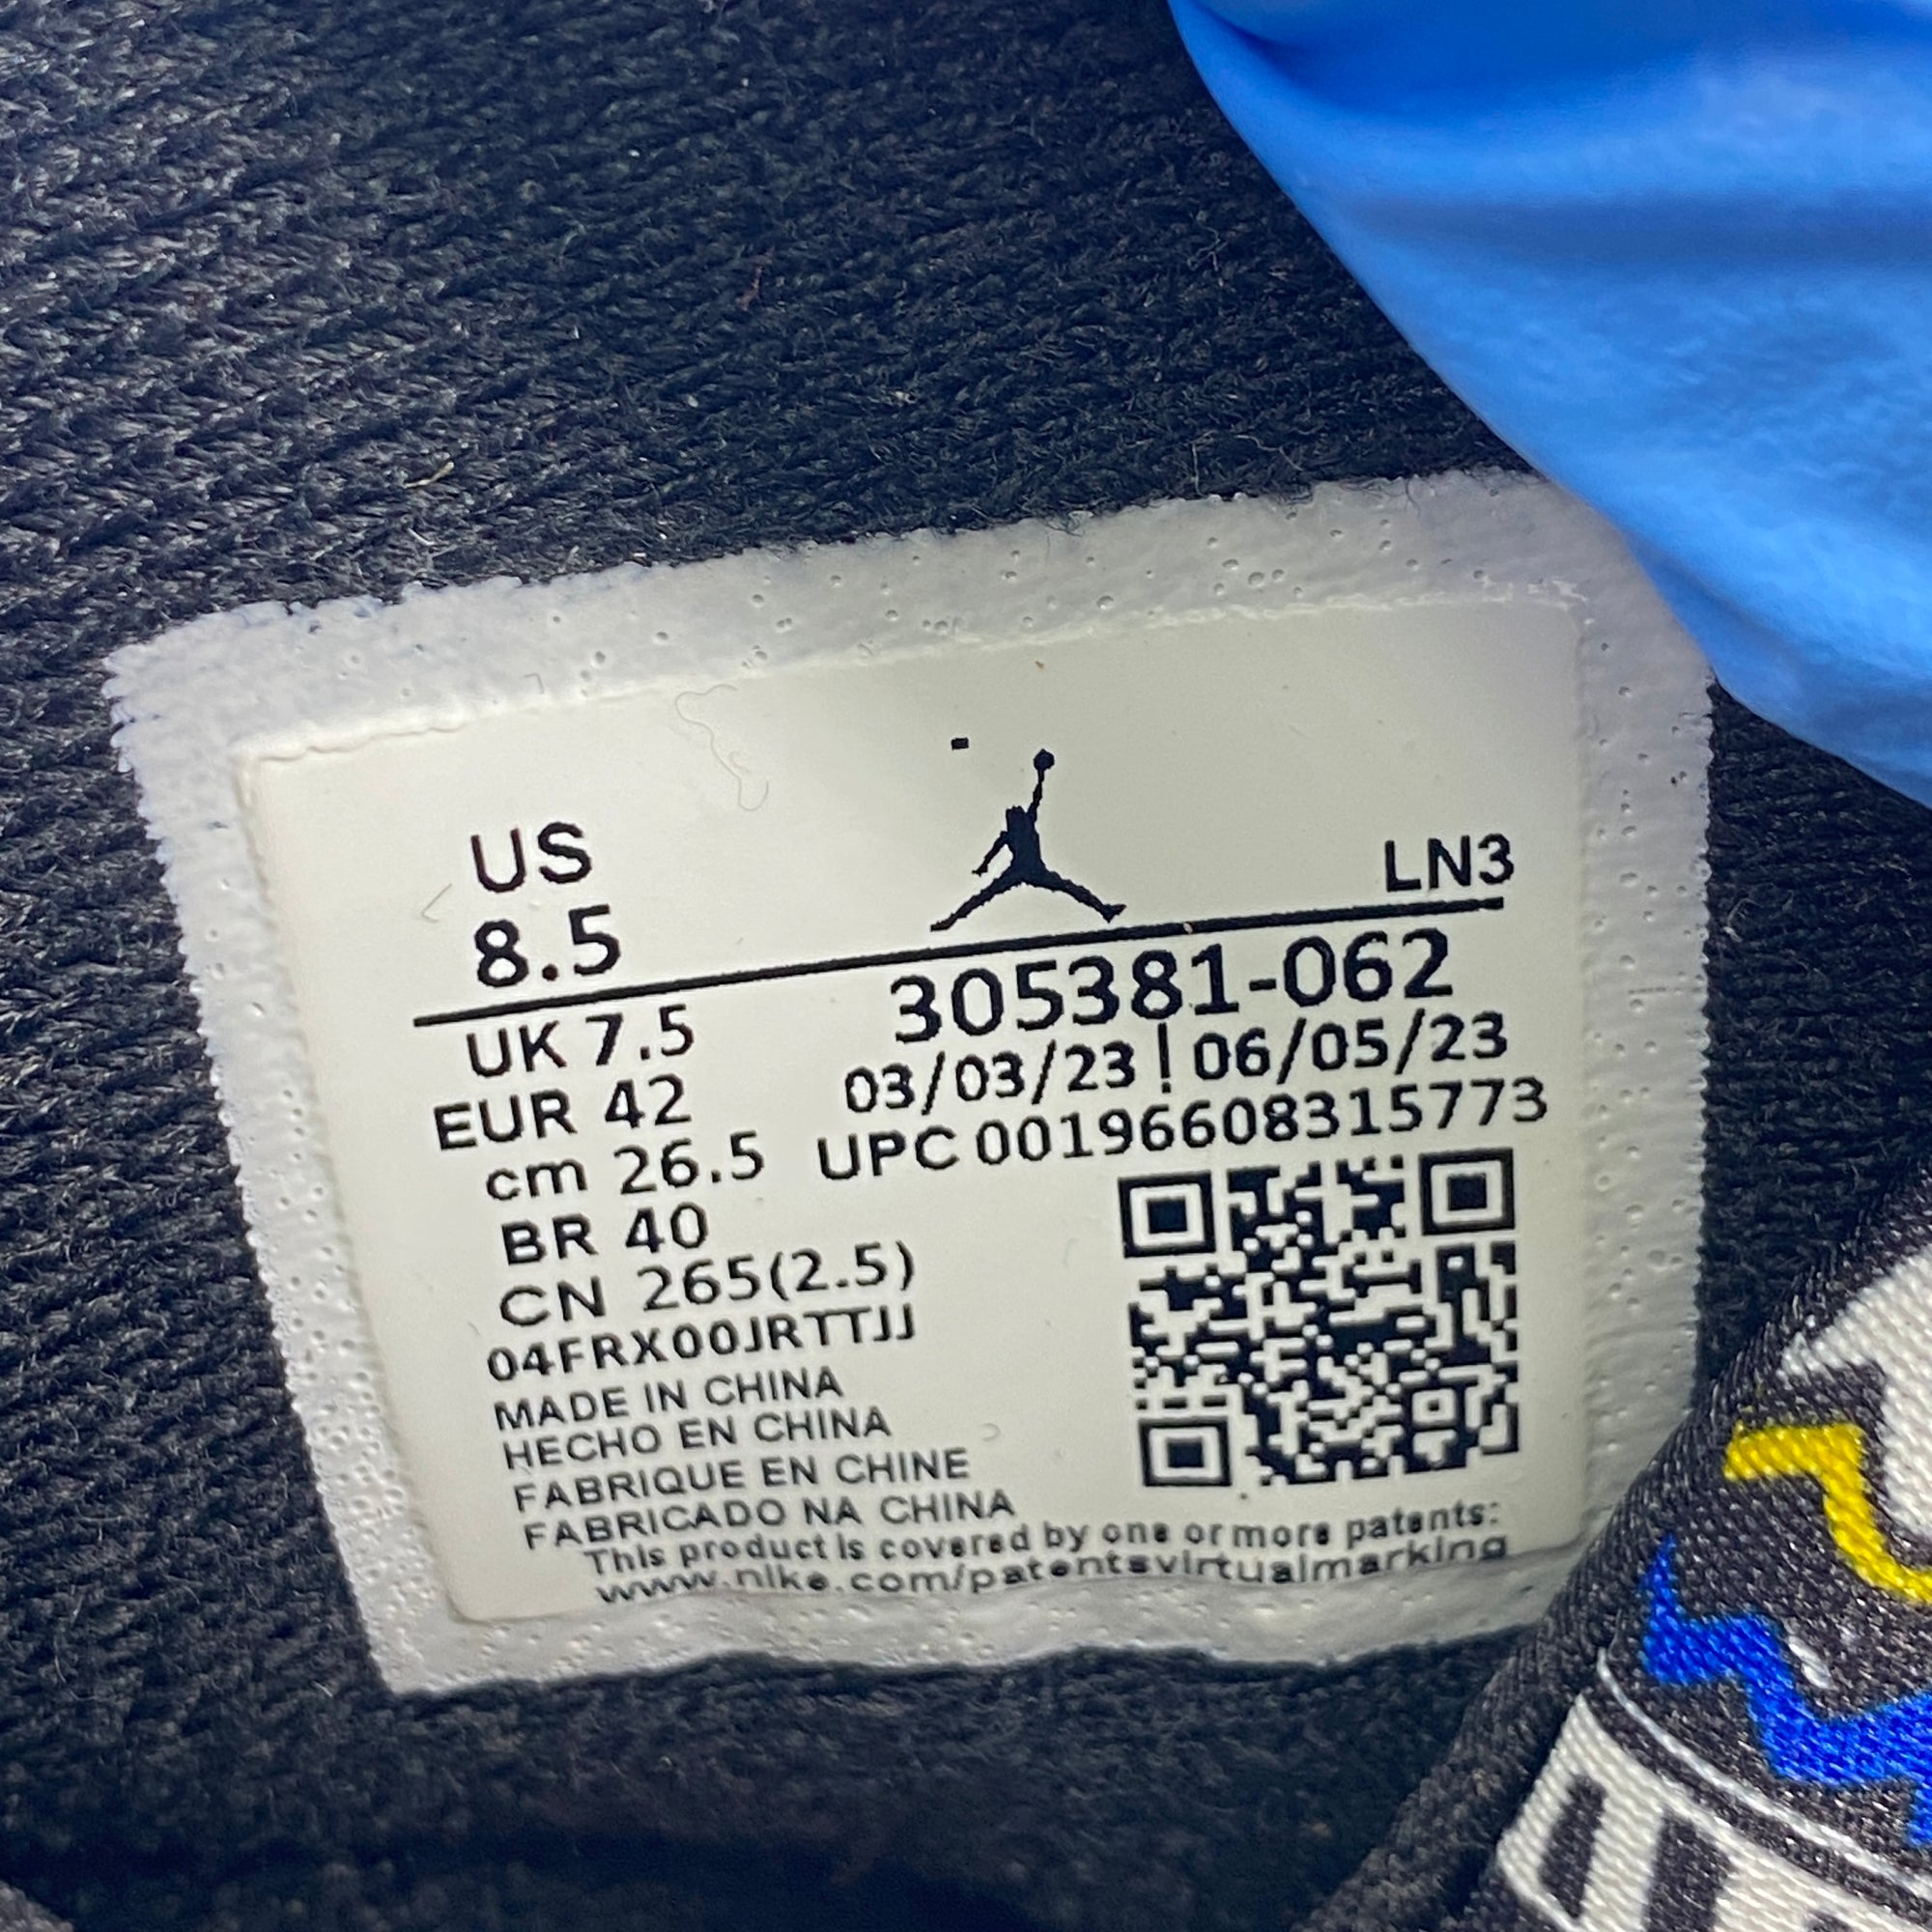 US
LN3
8.5
305381-062
UK 7.5
03/03/23 | 06/05/23
EUR 42
UPC 00196608315773
cm 26.5
BR 40
CN 265(2.5)
04FRX00JRTTJJ
MADE IN CHINA
HECHO EN CHINA
FABRIQUE EN CHINE
FABRICADO NA CHINA
This product is covered by one or more patents:
www.nike.com/patentsvirtualmarking